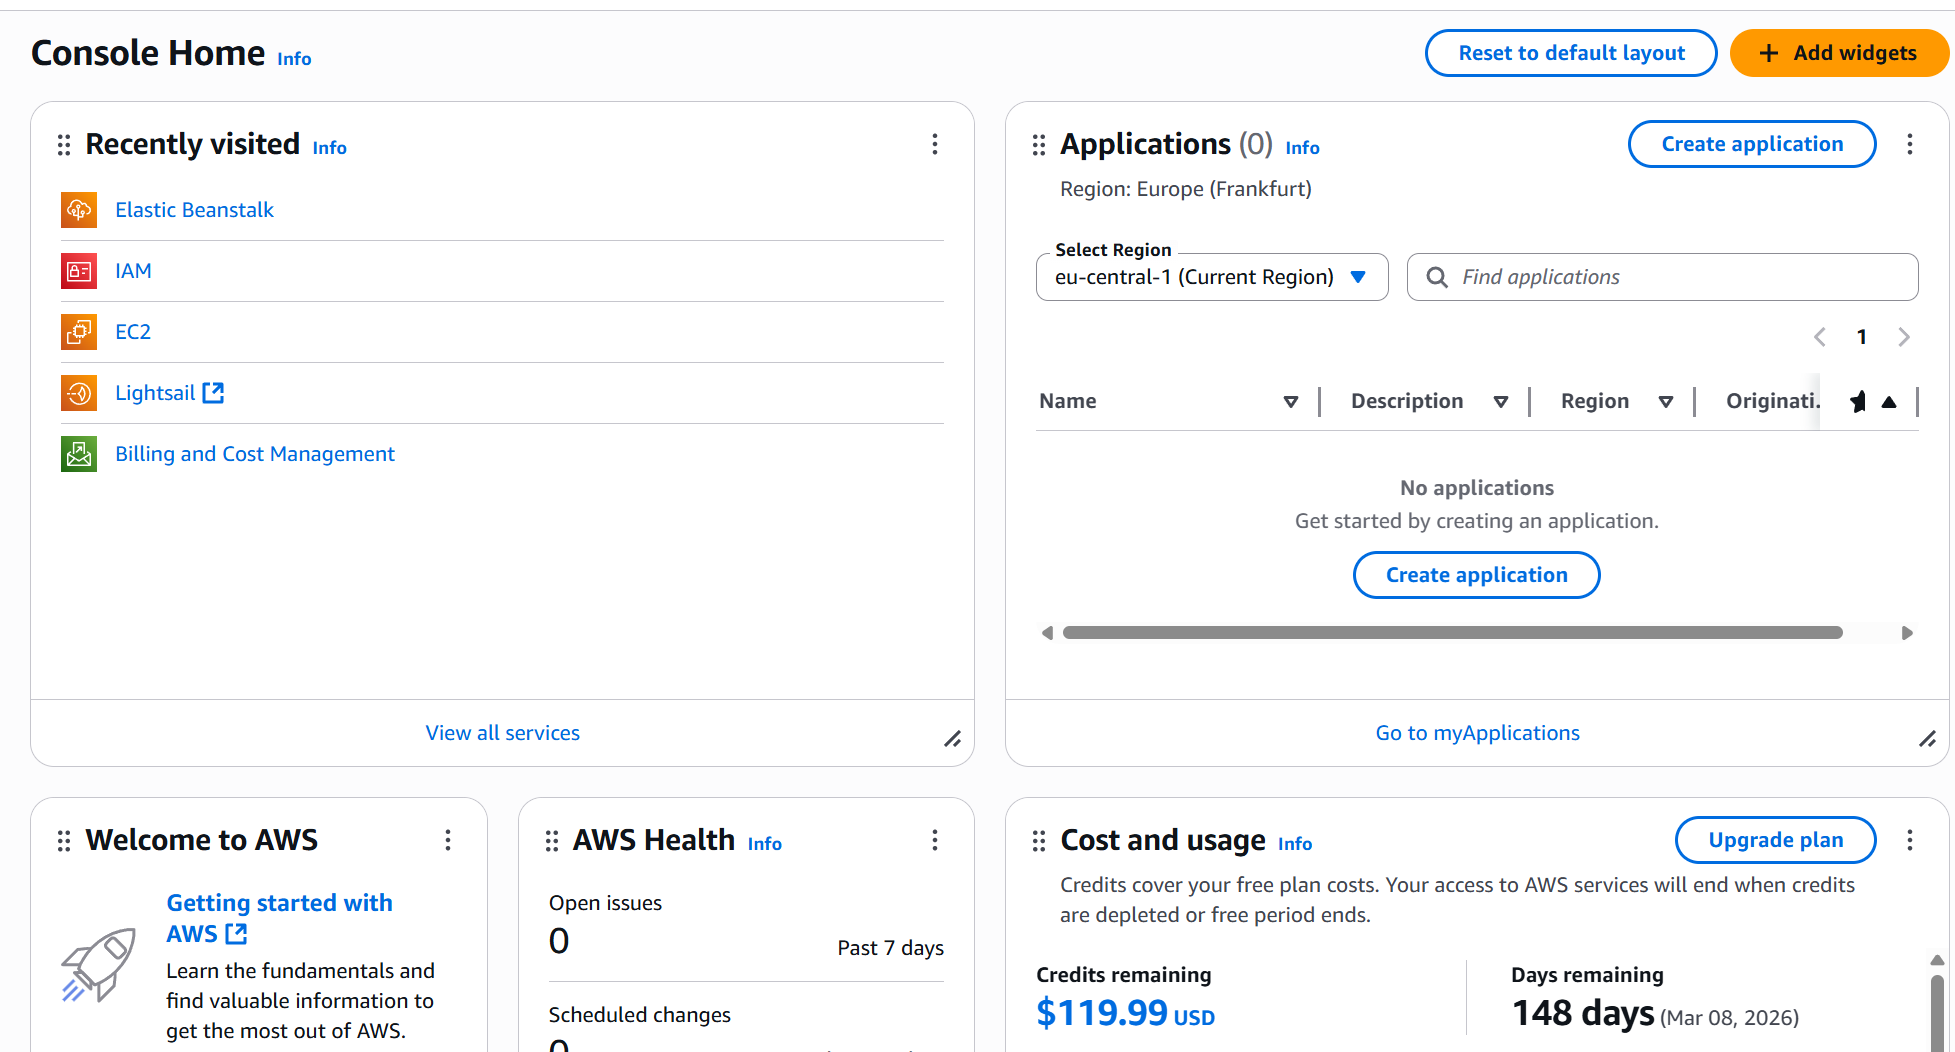 Console Home Info
Reset to default layout
Add widgets
Recently visited Info
Elastic Beanstalk
IAM
EC2
Lightsail
Billing and Cost Management
View all services
Applications (0) Info
Create application
Region: Europe (Frankfurt)
Select Region
eu-central-1 (Current Region)
Find applications
1
Name
Description
Region
Originati.
No applications
Get started by creating an application.
Create application
Go to myApplications
Welcome to AWS
Getting started with
AWS
Learn the fundamentals and
find valuable information to
get the most out of AWS.
AWS Health Info
Open issues
0
Past 7 days
Scheduled changes
Cost and usage Info
Upgrade plan
Credits cover your free plan costs. Your access to AWS services will end when credits
are depleted or free period ends.
Credits remaining
$119.99 USD
Days remaining
148 days (Mar 08, 2026)